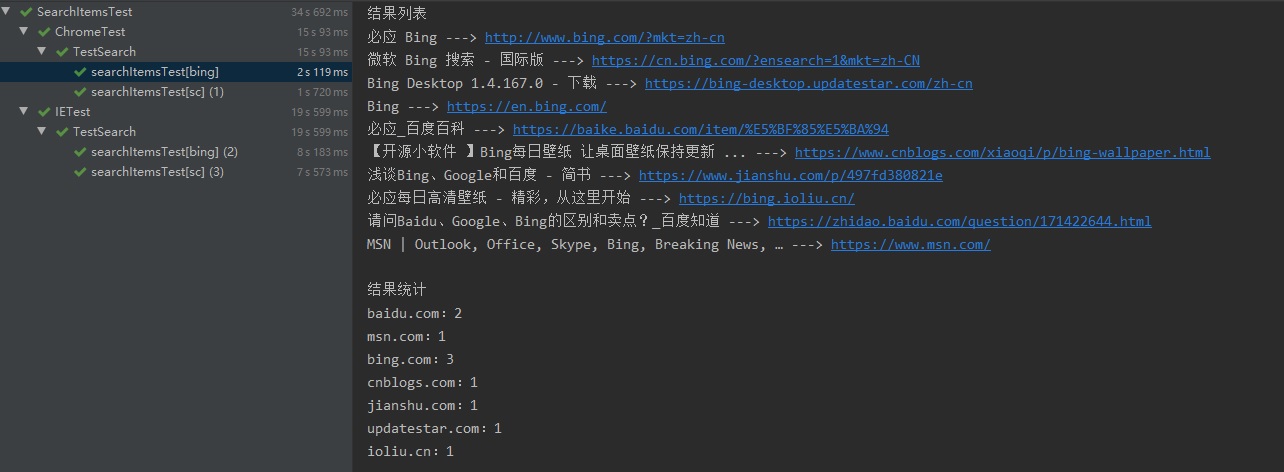 SearchItemsTest 34 s 692 ms
ChromeTest 15 s 93 ms
TestSearch 15 s 93 ms
searchItemsTest[bing] 2 s 119 ms
searchItemsTest[sc] (1) 1 s 720 ms
IETest 19 s 599 ms
TestSearch 19 s 599 ms
searchItemsTest[bing] (2) 8 s 183 ms
searchItemsTest[sc] (3) 7 s 573 ms
结果列表
必应 Bing ---> http://www.bing.com/?mkt=zh-cn
微软 Bing 搜索 - 国际版 ---> https://cn.bing.com/?ensearch=1&mkt=zh-CN
Bing Desktop 1.4.167.0 - 下载 ---> https://bing-desktop.updatestar.com/zh-cn
Bing ---> https://en.bing.com/
必应_百度百科 ---> https://baike.baidu.com/item/%E5%BF%85%E5%BA%94
【开源小软件 】Bing每日壁纸 让桌面壁纸保持更新 ... ---> https://www.cnblogs.com/xiaoqi/p/bing-wallpaper.html
浅谈Bing、Google和百度 - 简书 ---> https://www.jianshu.com/p/497fd380821e
必应每日高清壁纸 - 精彩，从这里开始 ---> https://bing.ioliu.cn/
请问Baidu、Google、Bing的区别和卖点？_百度知道 ---> https://zhidao.baidu.com/question/171422644.html
MSN | Outlook, Office, Skype, Bing, Breaking News, … ---> https://www.msn.com/
结果统计
baidu.com：2
msn.com：1
bing.com：3
cnblogs.com：1
jianshu.com：1
updatestar.com：1
ioliu.cn：1